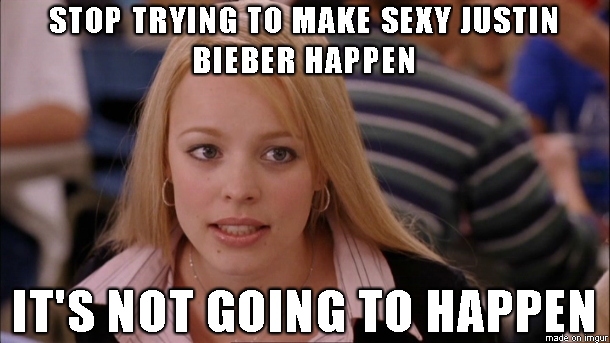 STOP TRYING TO MAKE SEXY JUSTIN
BIEBER HAPPEN
IT'S NOT GOING TO HAPPEN
made on imgur